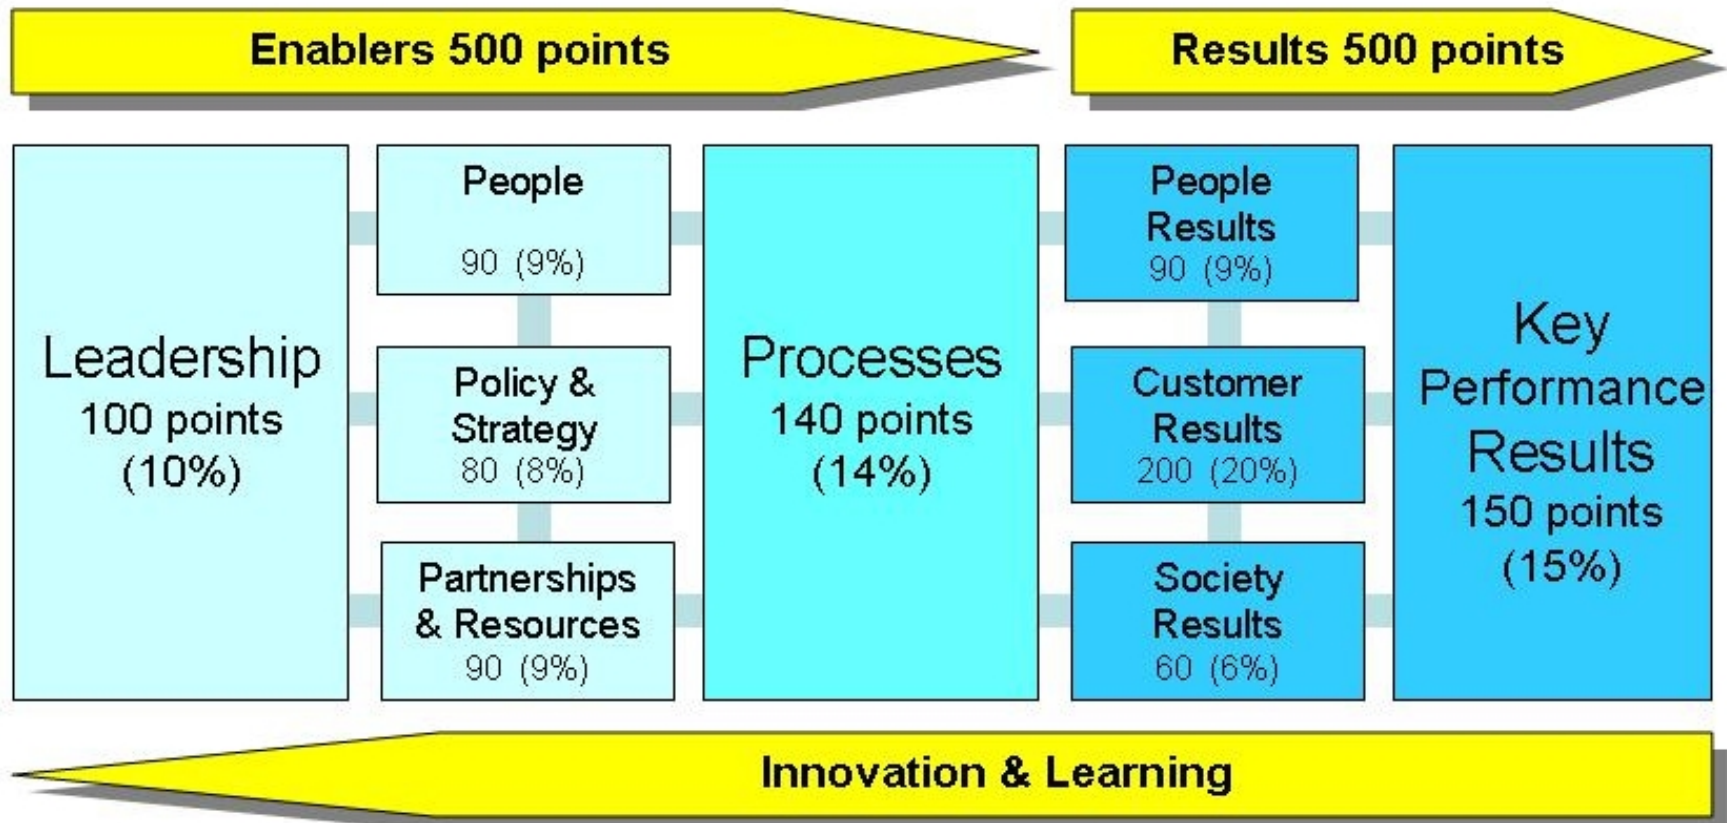 Enablers 500 points
Results 500 points
Leadership
100 points
(10%)
People
90 (9%)
Policy &
Strategy
80 (8%)
Partnerships
& Resources
90 (9%)
Processes
140 points
(14%)
People
Results
90 (9%)
Customer
Results
200 (20%)
Society
Results
60 (6%)
Key
Performance
Results
150 points
(15%)
Innovation & Learning